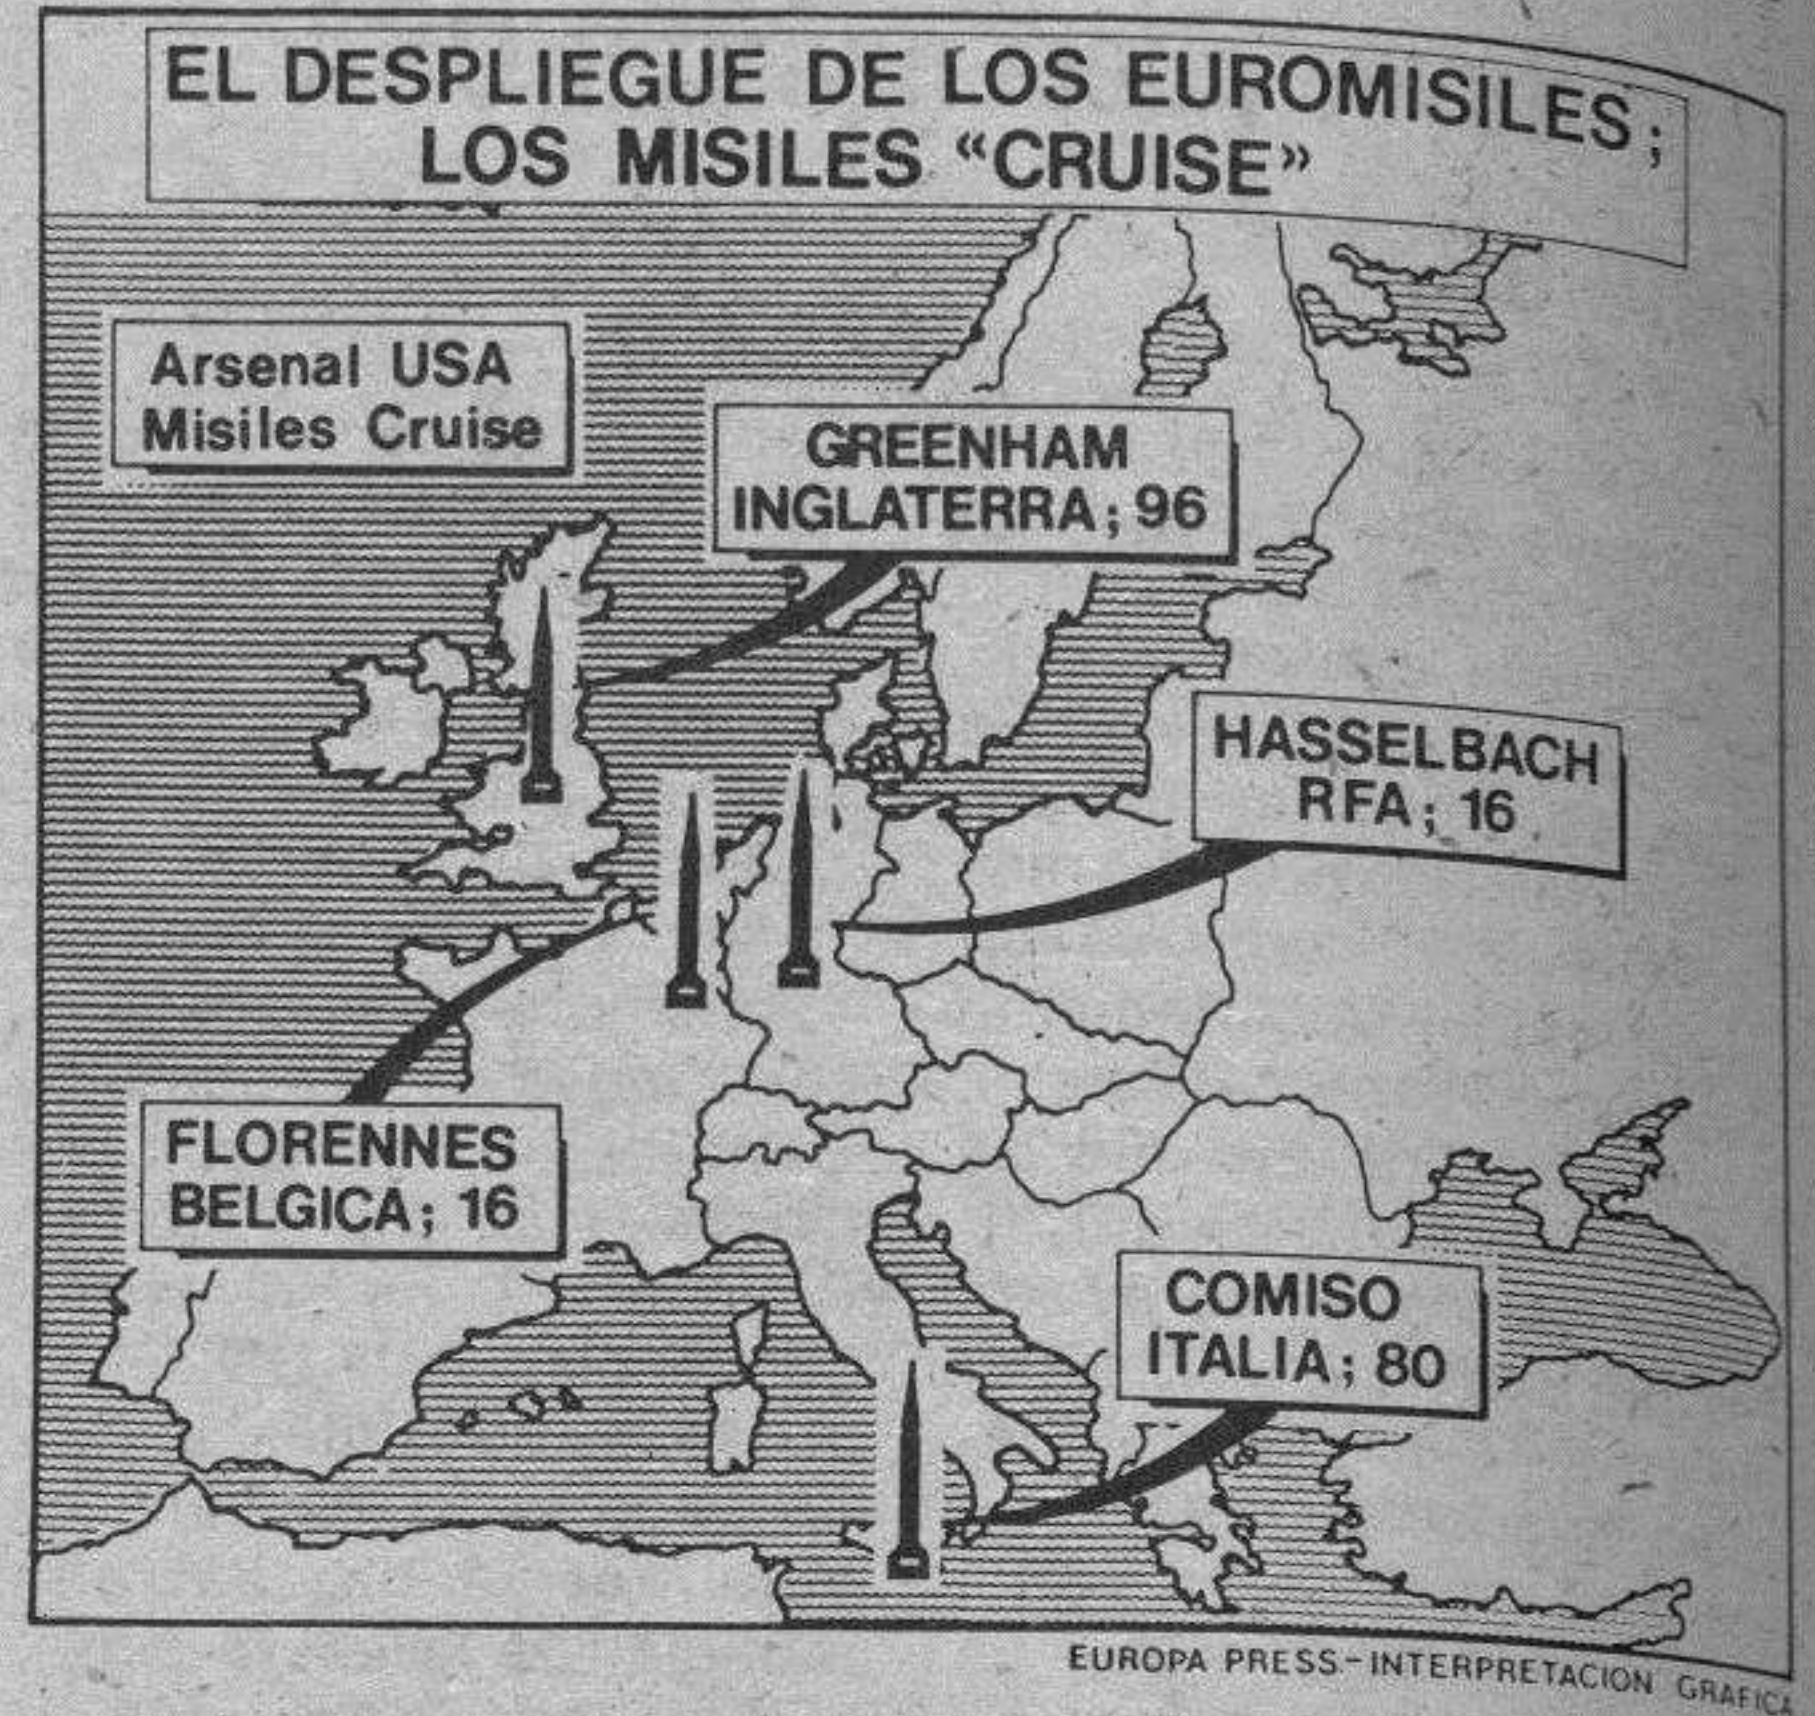 EL DESPLIEGUE DE LOS EUROMISILES;
LOS MISILES “CRUISE”
Arsenal USA
Misiles Cruise
GREENHAM
INGLATERRA; 96
HASSELBACH
RFA; 16
FLORENNES
BELGICA; 16
COMISO
ITALIA; 80
EUROPA PRESS.-INTERPRETACION GRAFICA